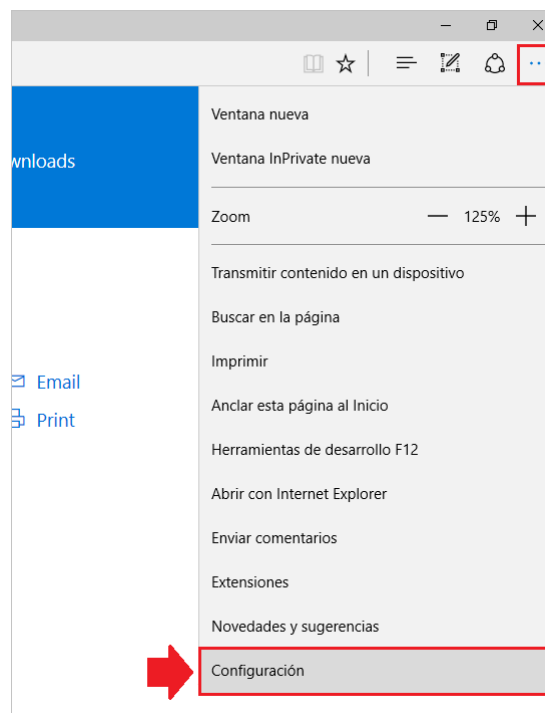 Ventana nueva
wnloads
Ventana InPrivate nueva
Zoom
125%
Transmitir contenido en un dispositivo
Buscar en la página
Imprimir
Email
Anclar esta página al Inicio
Print
Herramientas de desarrollo F12
Abrir con Internet Explorer
Enviar comentarios
Extensiones
Novedades y sugerencias
Configuración